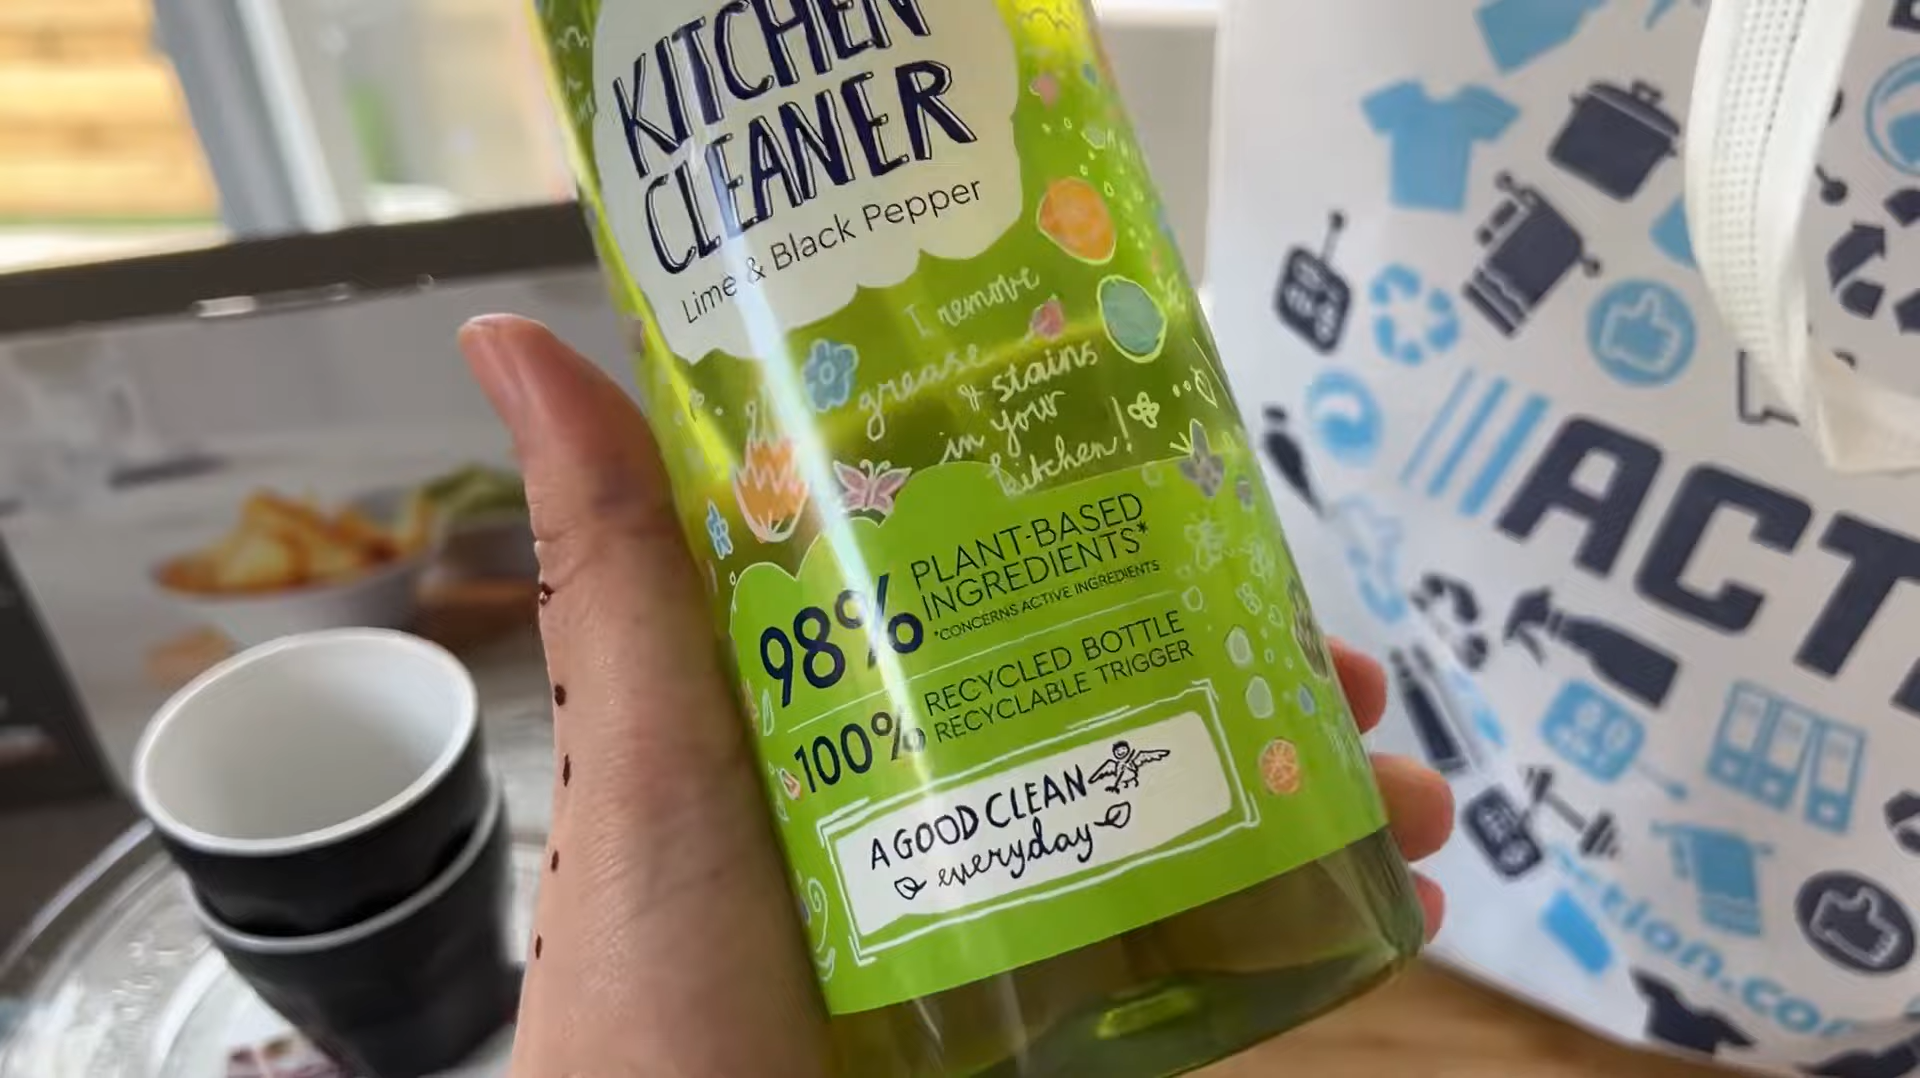 KITCHEN
CLEANER
Lime & Black Pepper
I remove
grease
& stains
in your
kitchen!
98% PLANT-BASED
INGREDIENTS*
*CONCERNS ACTIVE INGREDIENTS
100% RECYCLED BOTTLE
RECYCLABLE TRIGGER
A GOOD CLEAN
everyday
ACT
ction.co